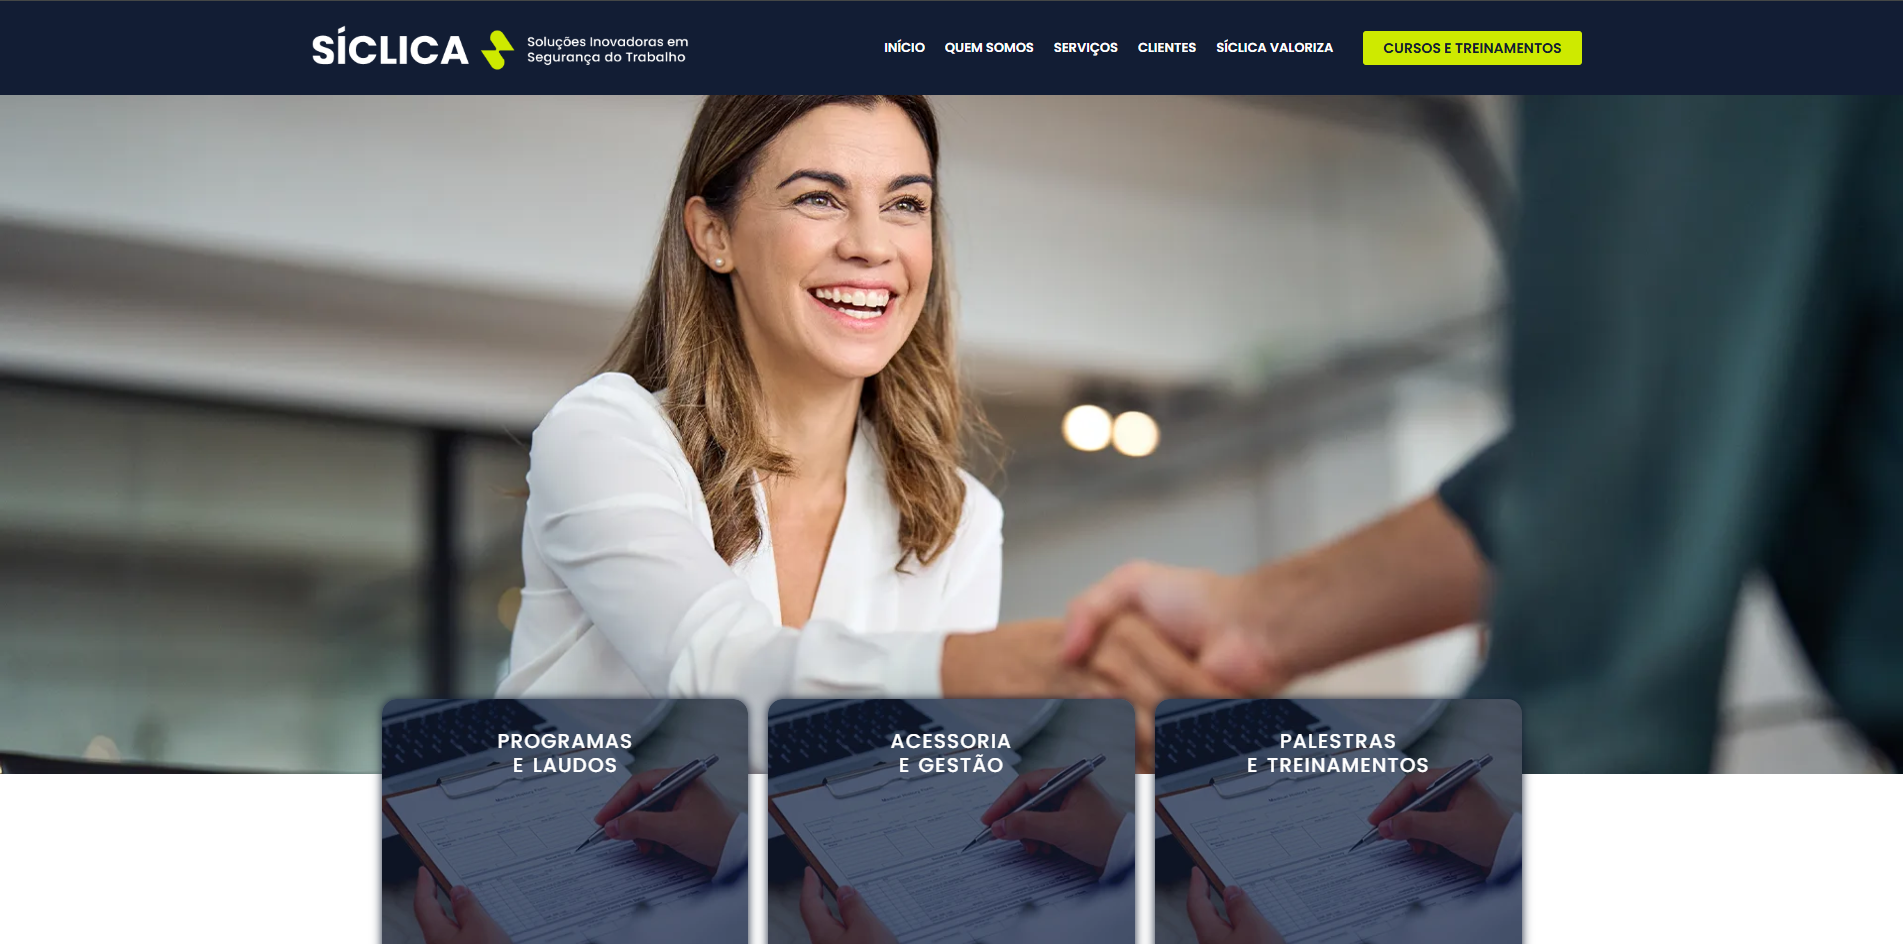 SÍCLICA
Soluções Inovadoras em
Segurança do Trabalho
INÍCIO
QUEM SOMOS
SERVIÇOS
CLIENTES
SÍCLICA VALORIZA
CURSOS E TREINAMENTOS
PROGRAMAS
E LAUDOS
ACESSORIA
E GESTÃO
PALESTRAS
E TREINAMENTOS